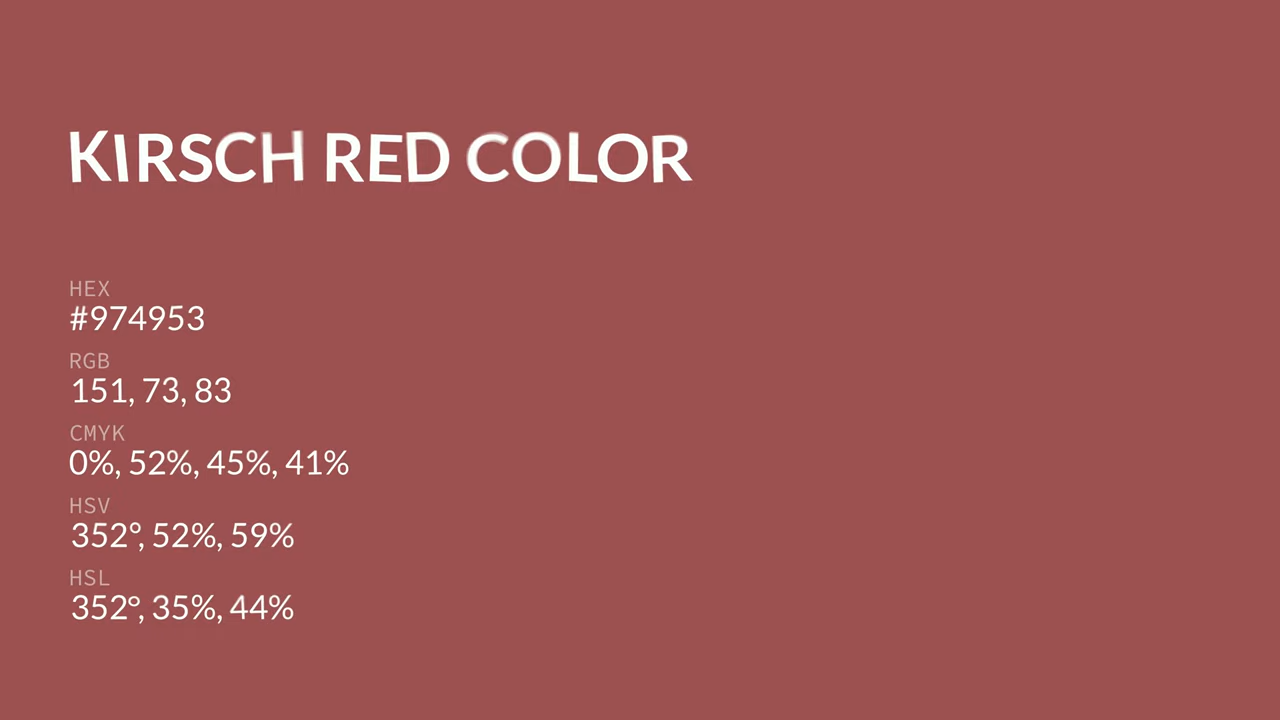 KIRSCH RED COLOR
HEX
#974953
RGB
151, 73, 83
CMYK
0%, 52%, 45%, 41%
HSV
352°, 52%, 59%
HSL
352°, 35%, 44%